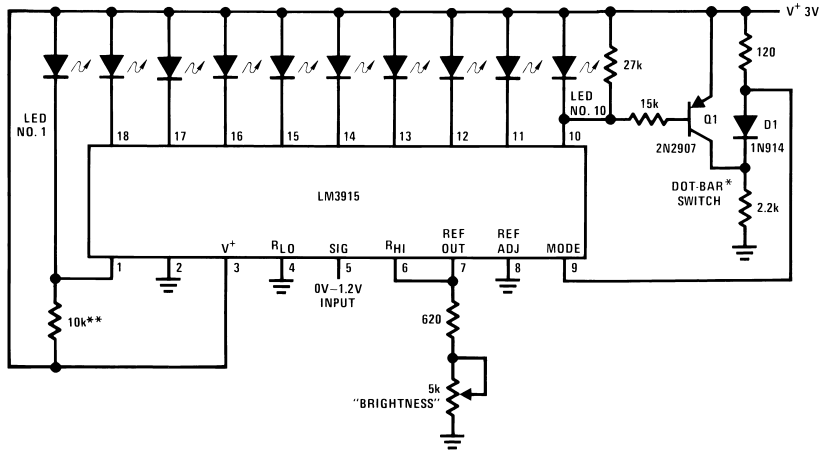 V⁺ 3V
27k
120
LED
NO. 1
LED
NO. 10
15k
Q1
2N2907
D1
1N914
18
17
16
15
14
13
12
11
10
LM3915
DOT-BAR*
SWITCH
2.2k
V⁺
RLO
SIG
RHI
REF
OUT
REF
ADJ
MODE
1
2
3
4
5
6
7
8
9
0V–1.2V
INPUT
10k**
620
5k
"BRIGHTNESS"